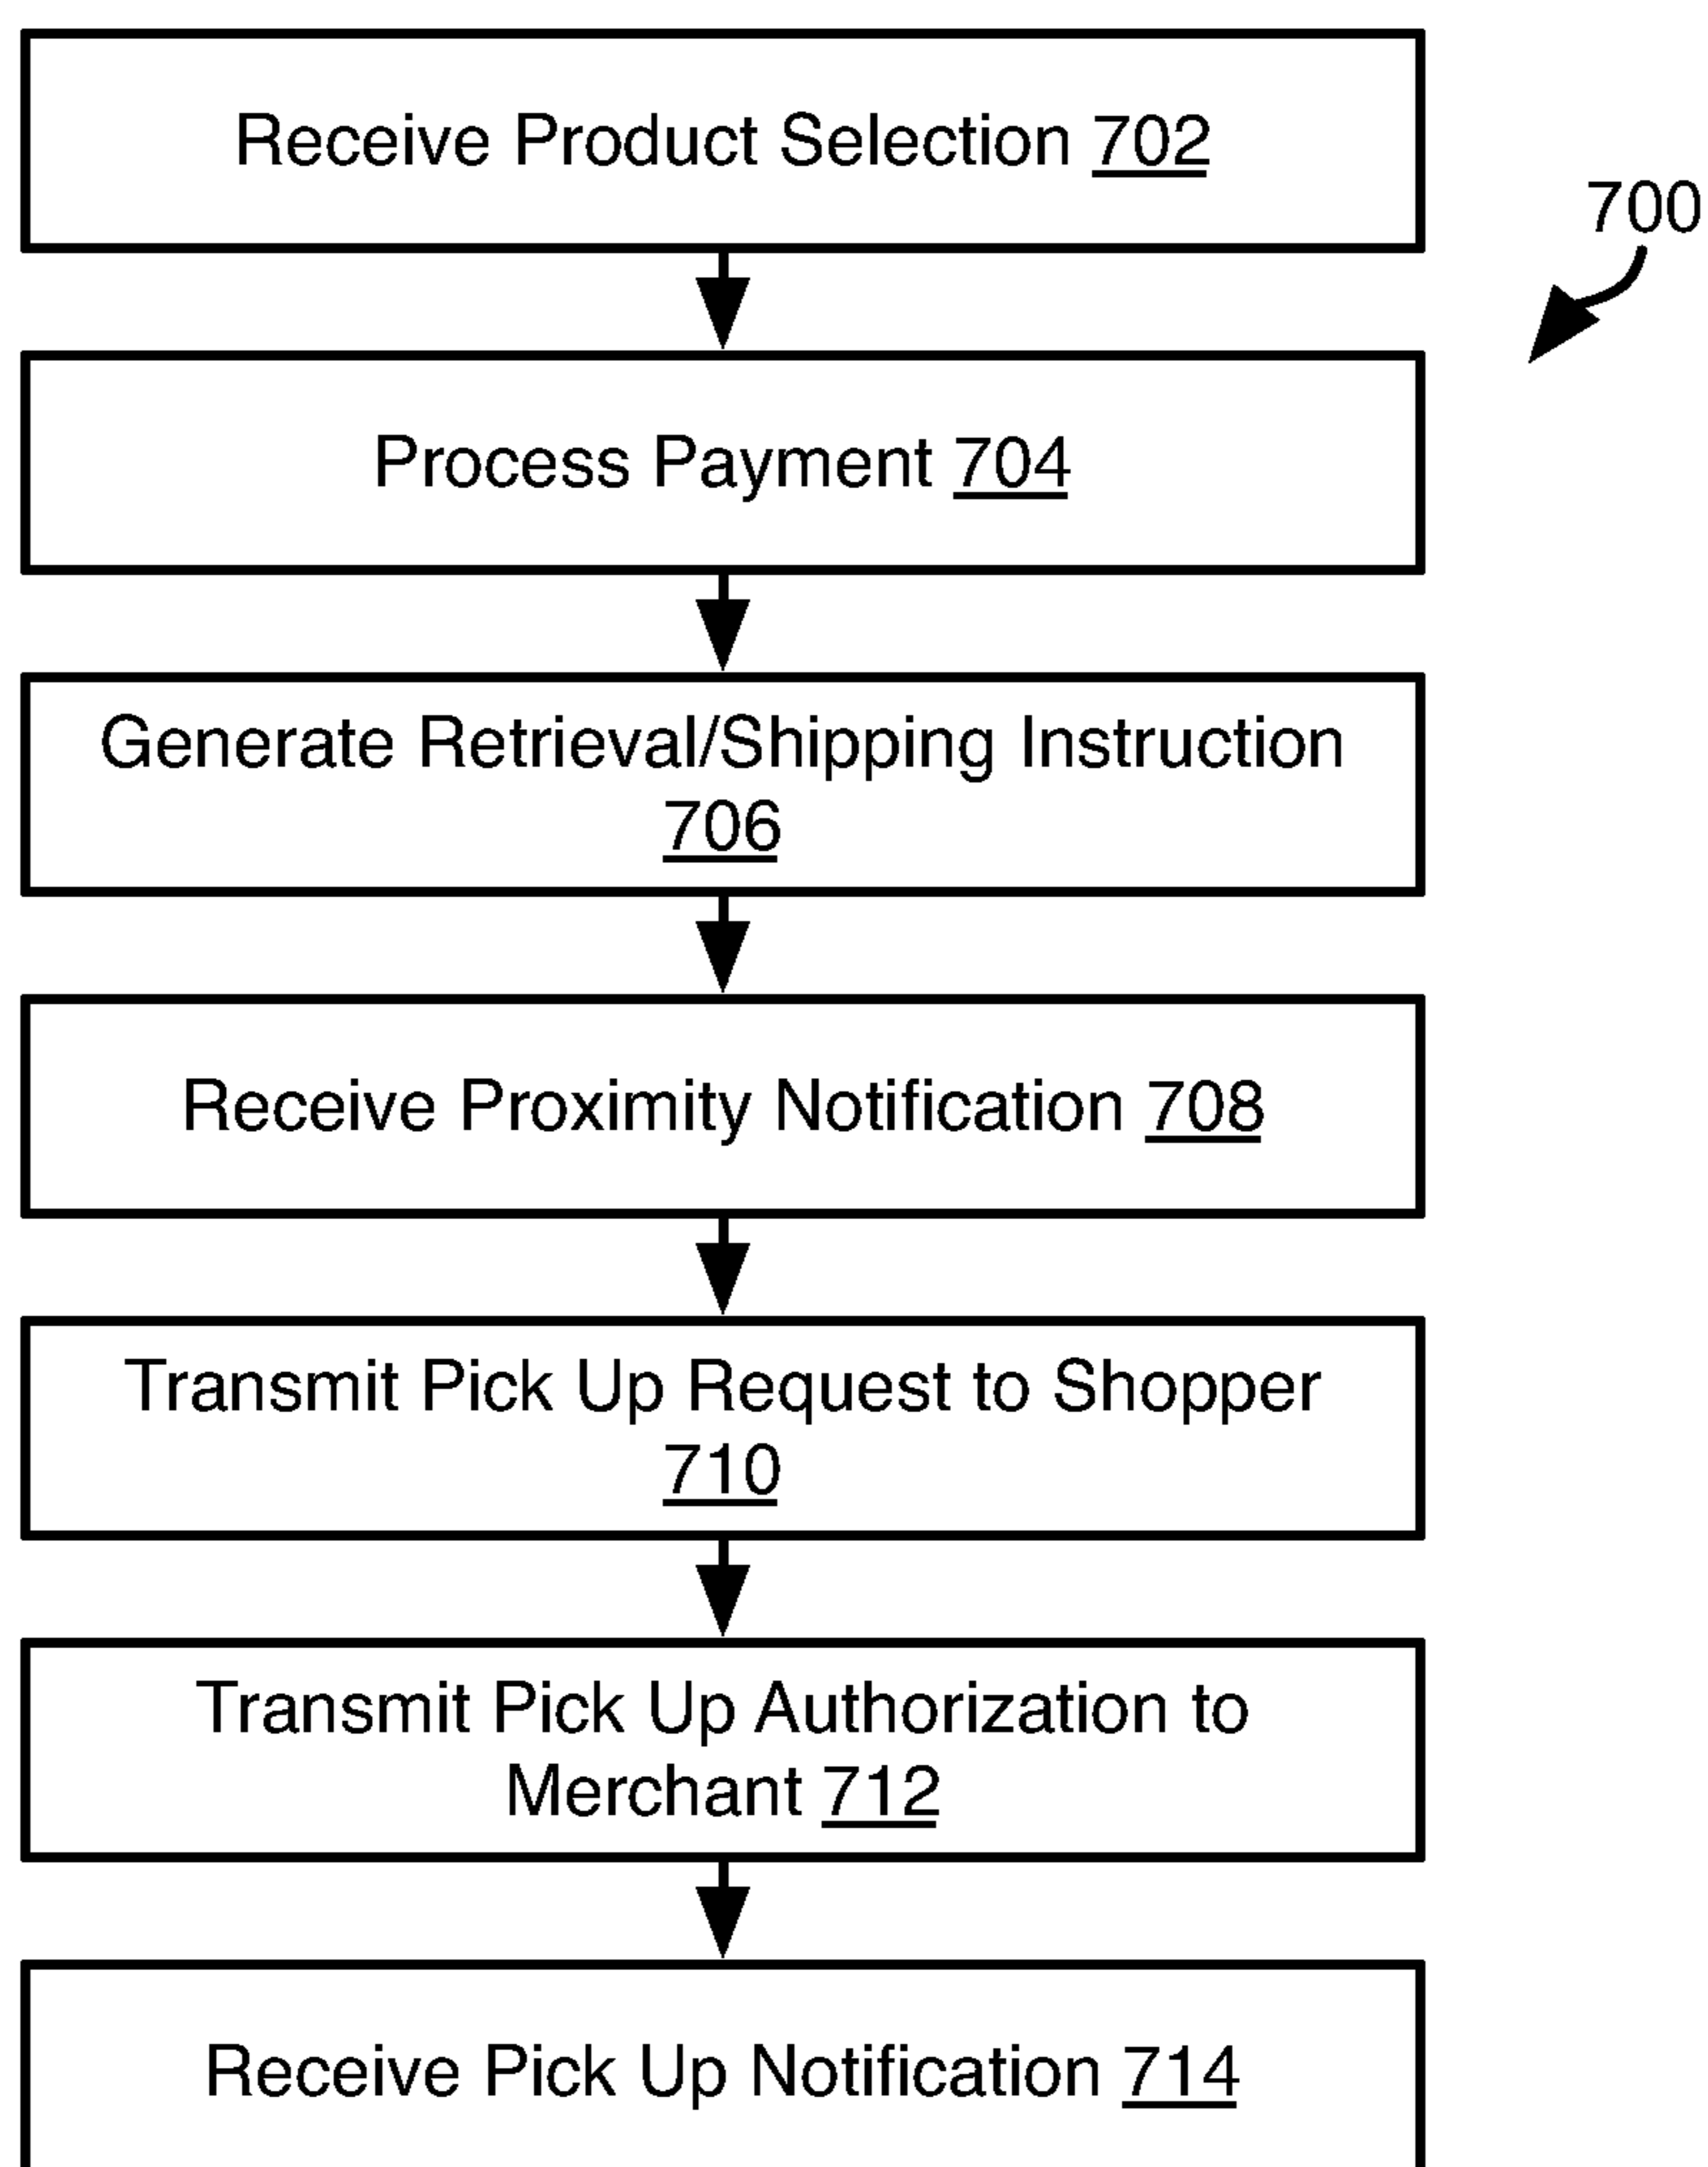 Receive Product Selection 702
700
Process Payment 704
Generate Retrieval/Shipping Instruction
706
Receive Proximity Notification 708
Transmit Pick Up Request to Shopper
710
Transmit Pick Up Authorization to
Merchant 712
Receive Pick Up Notification 714